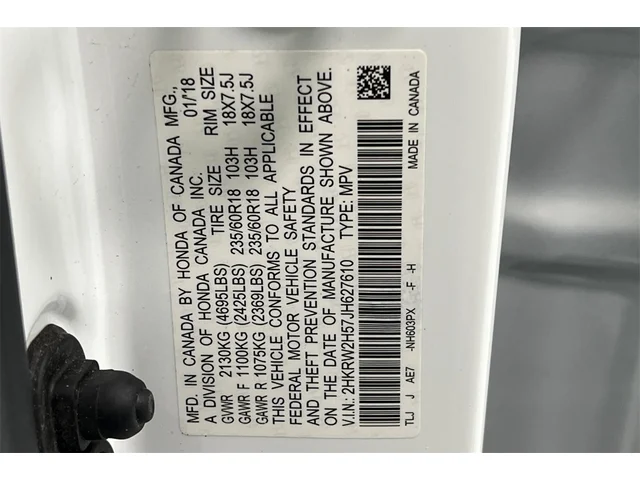 MFD. IN CANADA BY HONDA OF CANADA MFG.,
A DIVISION OF HONDA CANADA INC. 01/'18
TIRE SIZE RIM SIZE
GVWR 2130KG (4695LBS)
GAWR F 1100KG (2425LBS) 235/60R18 103H 18X7.5J
GAWR R 1075KG (2369LBS) 235/60R18 103H 18X7.5J
THIS VEHICLE CONFORMS TO ALL APPLICABLE
FEDERAL MOTOR VEHICLE SAFETY
AND THEFT PREVENTION STANDARDS IN EFFECT
ON THE DATE OF MANUFACTURE SHOWN ABOVE.
V.I.N.: 2HKRW2H57JH627610 TYPE: MPV
TLJ J AE7 -NH603PX -F -H MADE IN CANADA